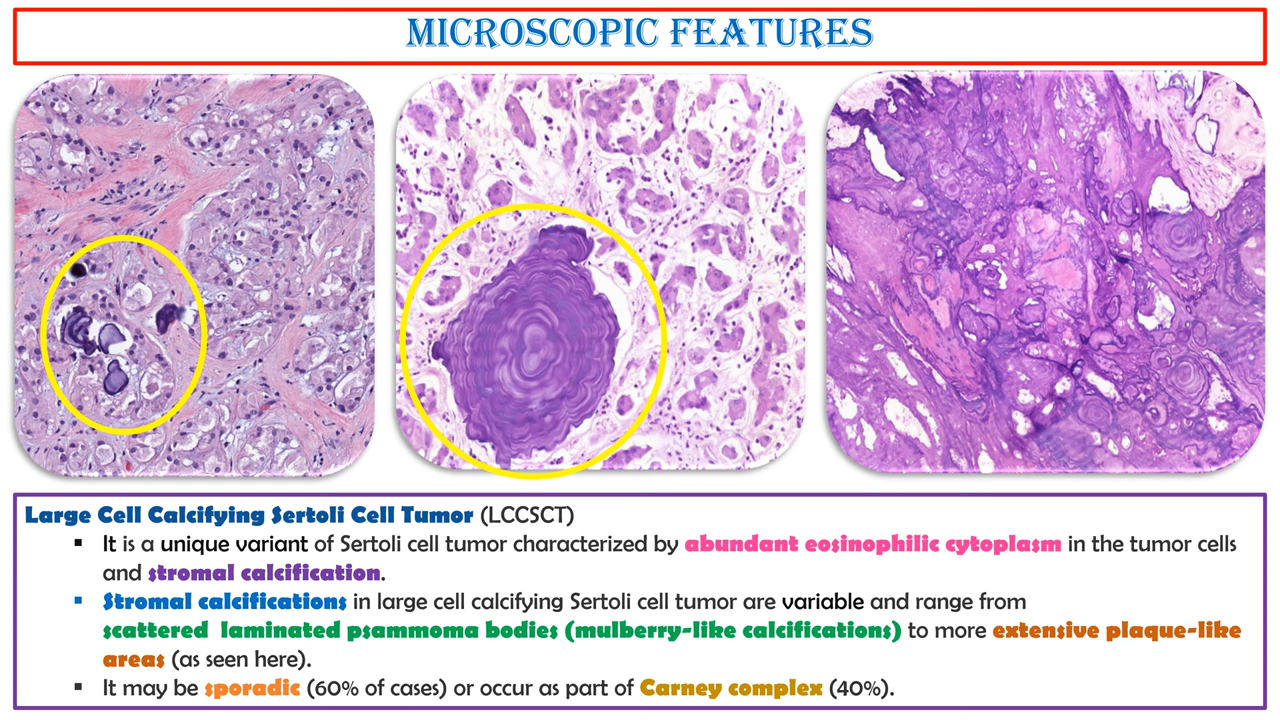 MICROSCOPIC FEATURES
Large Cell Calcifying Sertoli Cell Tumor (LCCSCT)
▪ It is a unique variant of Sertoli cell tumor characterized by abundant eosinophilic cytoplasm in the tumor cells
and stromal calcification.
▪ Stromal calcifications in large cell calcifying Sertoli cell tumor are variable and range from
scattered laminated psammoma bodies (mulberry-like calcifications) to more extensive plaque-like
areas (as seen here).
▪ It may be sporadic (60% of cases) or occur as part of Carney complex (40%).